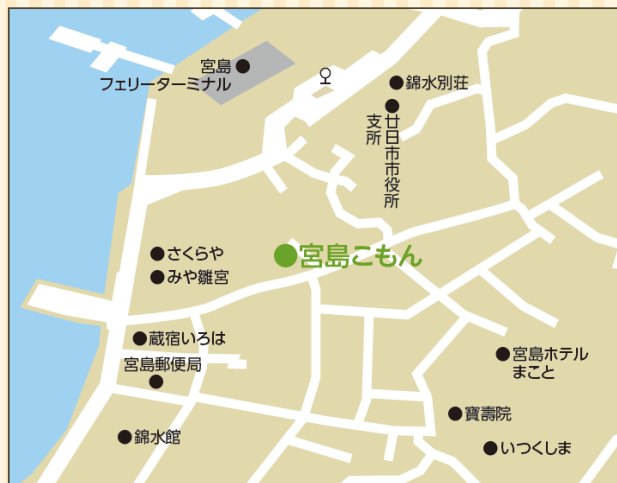 宮島
フェリーターミナル
錦水別荘
廿日市市役所
支所
宮島こもん
さくらや
みや雛宮
蔵宿いろは
宮島郵便局
宮島ホテル
まこと
寶壽院
錦水館
いつくしま